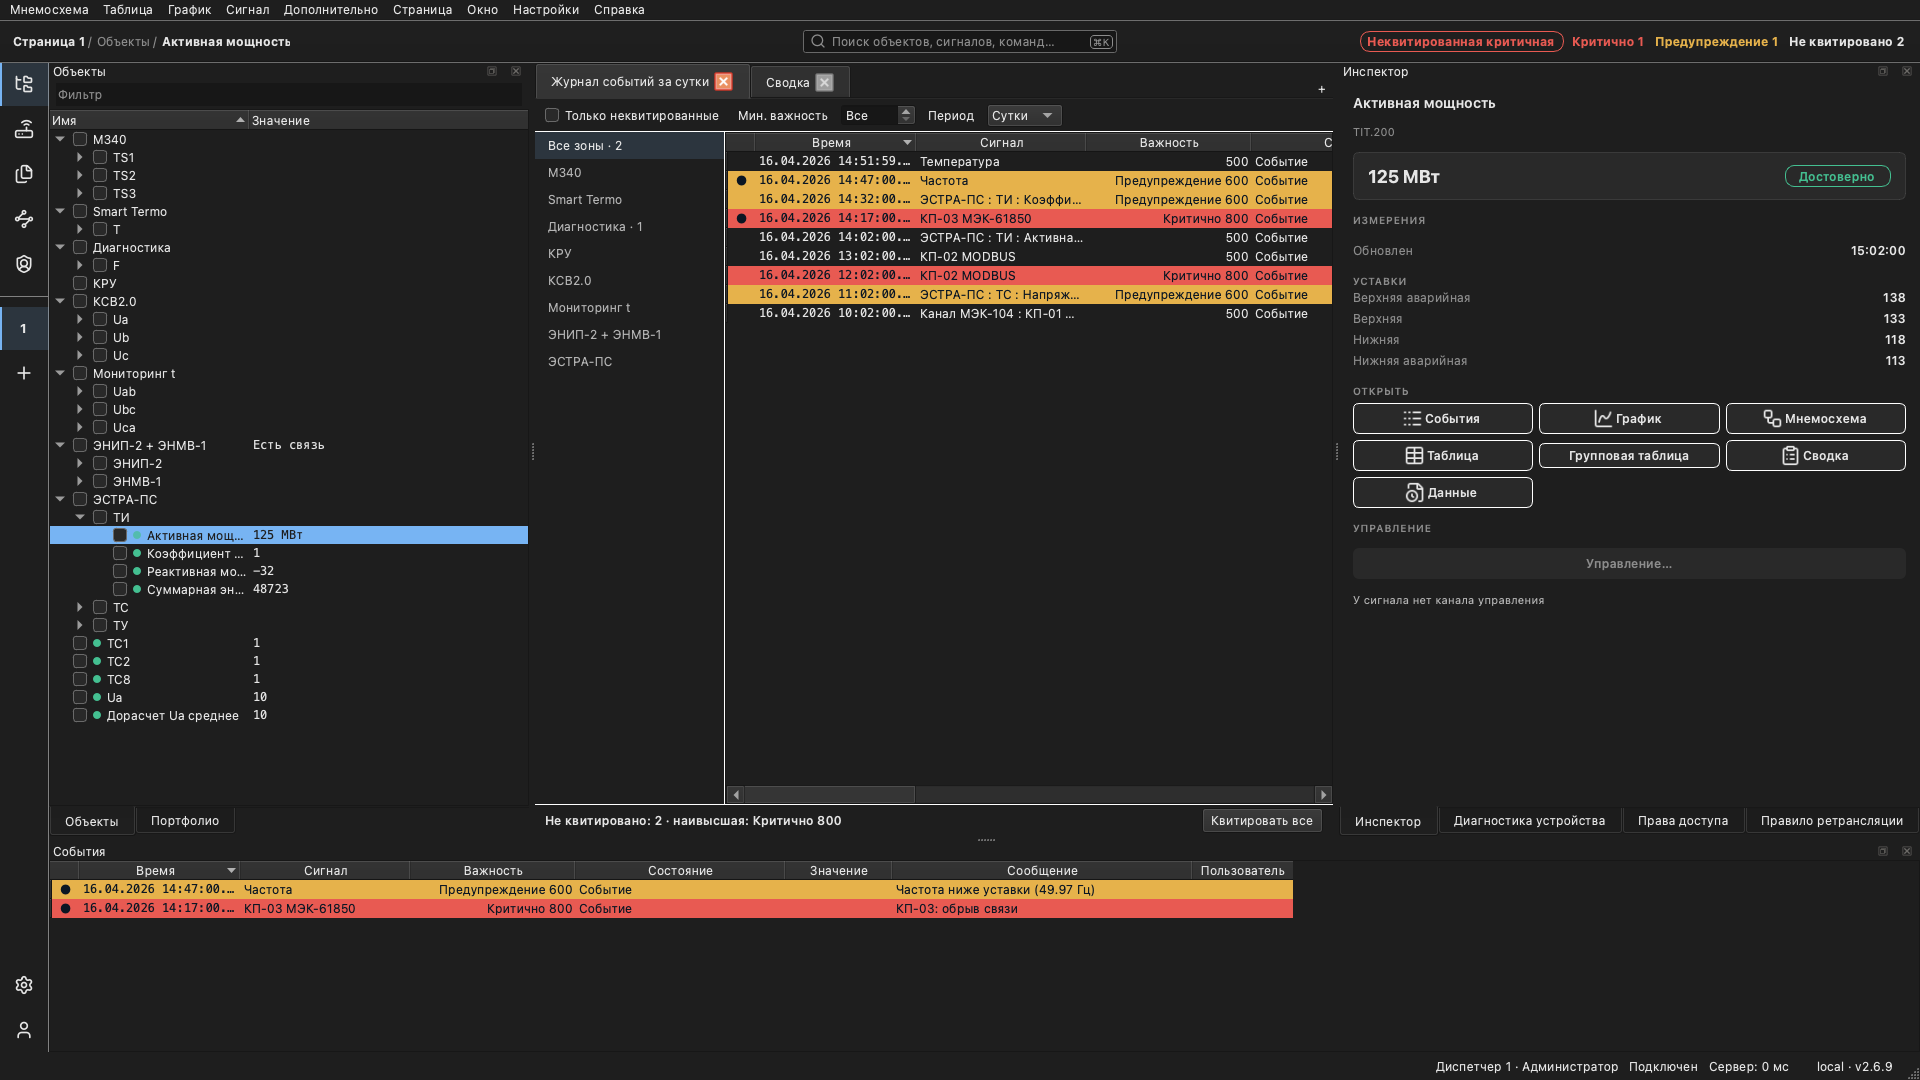 Мнемосхема Таблица График Сигнал Дополнительно Страница Окно Настройки Справка
Страница 1 / Объекты / Активная мощность
Поиск объектов, сигналов, команд... ⌘K
Неквитированная критичная Критично 1 Предупреждение 1 Не квитировано 2
Объекты
Фильтр
Имя Значение
М340
TS1
TS2
TS3
Smart Termo
T
Диагностика
F
КРУ
КСВ2.0
Ua
Ub
Uc
Мониторинг t
Uab
Ubc
Uca
ЭНИП-2 + ЭНМВ-1 Есть связь
ЭНИП-2
ЭНМВ-1
ЭСТРА-ПС
ТИ
Активная мощ... 125 МВт
Коэффициент ... 1
Реактивная мо... −32
Суммарная эн... 48723
ТС
ТУ
ТС1 1
ТС2 1
ТС8 1
Ua 10
Дорасчет Ua среднее 10
Объекты Портфолио
1
Журнал событий за сутки Сводка
+
Только неквитированные Мин. важность Все Период Сутки
Все зоны · 2
М340
Smart Termo
Диагностика · 1
КРУ
КСВ2.0
Мониторинг t
ЭНИП-2 + ЭНМВ-1
ЭСТРА-ПС
Время Сигнал Важность С
16.04.2026 14:51:59.... Температура 500 Событие
16.04.2026 14:47:00.... Частота Предупреждение 600 Событие
16.04.2026 14:32:00.... ЭСТРА-ПС : ТИ : Коэффи... Предупреждение 600 Событие
16.04.2026 14:17:00.... КП-03 МЭК-61850 Критично 800 Событие
16.04.2026 14:02:00.... ЭСТРА-ПС : ТИ : Активна... 500 Событие
16.04.2026 13:02:00.... КП-02 MODBUS 500 Событие
16.04.2026 12:02:00.... КП-02 MODBUS Критично 800 Событие
16.04.2026 11:02:00.... ЭСТРА-ПС : ТС : Напряж... Предупреждение 600 Событие
16.04.2026 10:02:00.... Канал МЭК-104 : КП-01 ... 500 Событие
Не квитировано: 2 · наивысшая: Критично 800 Квитировать все
Инспектор
Активная мощность
TIT.200
125 МВт Достоверно
ИЗМЕРЕНИЯ
Обновлен 15:02:00
УСТАВКИ
Верхняя аварийная 138
Верхняя 133
Нижняя 118
Нижняя аварийная 113
ОТКРЫТЬ
События График Мнемосхема
Таблица Групповая таблица Сводка
Данные
УПРАВЛЕНИЕ
Управление...
У сигнала нет канала управления
Инспектор Диагностика устройства Права доступа Правило ретрансляции
События
Время Сигнал Важность Состояние Значение Сообщение Пользователь
16.04.2026 14:47:00.... Частота Предупреждение 600 Событие Частота ниже уставки (49.97 Гц)
16.04.2026 14:17:00.... КП-03 МЭК-61850 Критично 800 Событие КП-03: обрыв связи
Диспетчер 1 · Администратор Подключен Сервер: 0 мс local · v2.6.9